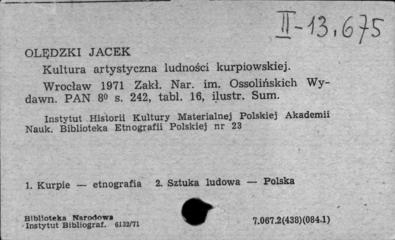 II-13.675
OLĘDZKI JACEK
Kultura artystyczna ludności kurpiowskiej.
Wrocław 1971 Zakł. Nar. im. Ossolińskich Wy-
dawn. PAN 8⁰ s. 242, tabl. 16, ilustr. Sum.
Instytut Historii Kultury Materialnej Polskiej Akademii
Nauk. Biblioteka Etnografii Polskiej nr 23
1. Kurpie — etnografia 2. Sztuka ludowa — Polska
Biblioteka Narodowa
Instytut Bibliograf. 6132/71 7.067.2(438)(084.1)